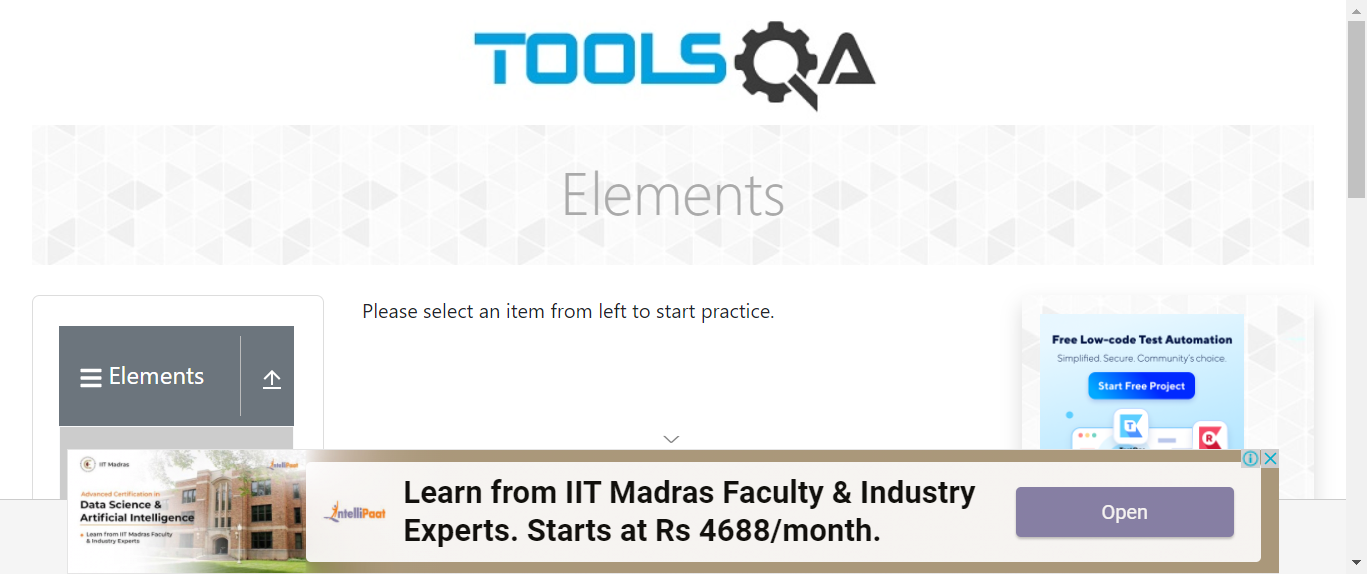 TOOLSQA
Elements
Please select an item from left to start practice.
Elements
Free Low-code Test Automation
Simplified. Secure. Community's choice.
Start Free Project
T
R
IIT Madras
IntelliPaat
Advanced Certification in
Data Science &
Artificial Intelligence
Learn from IIT Madras Faculty
& Industry Experts
IntelliPaat
Learn from IIT Madras Faculty & Industry
Experts. Starts at Rs 4688/month.
Open